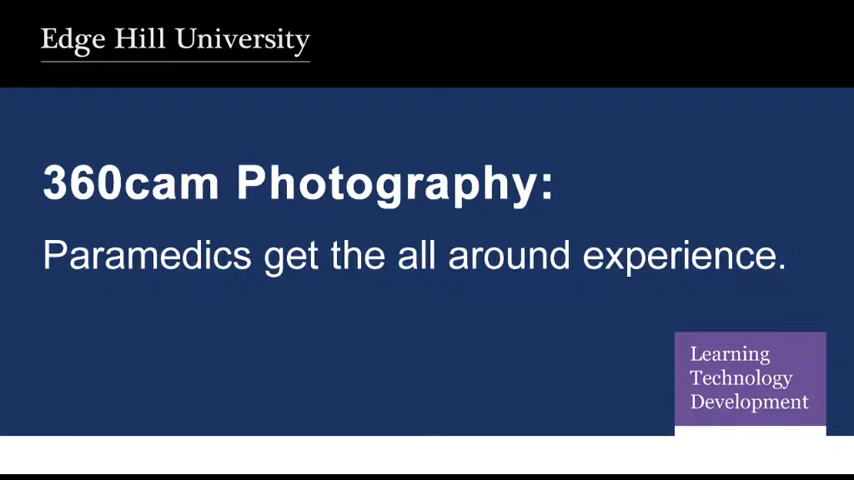 Edge Hill University
360cam Photography:
Paramedics get the all around experience.
Learning
Technology
Development